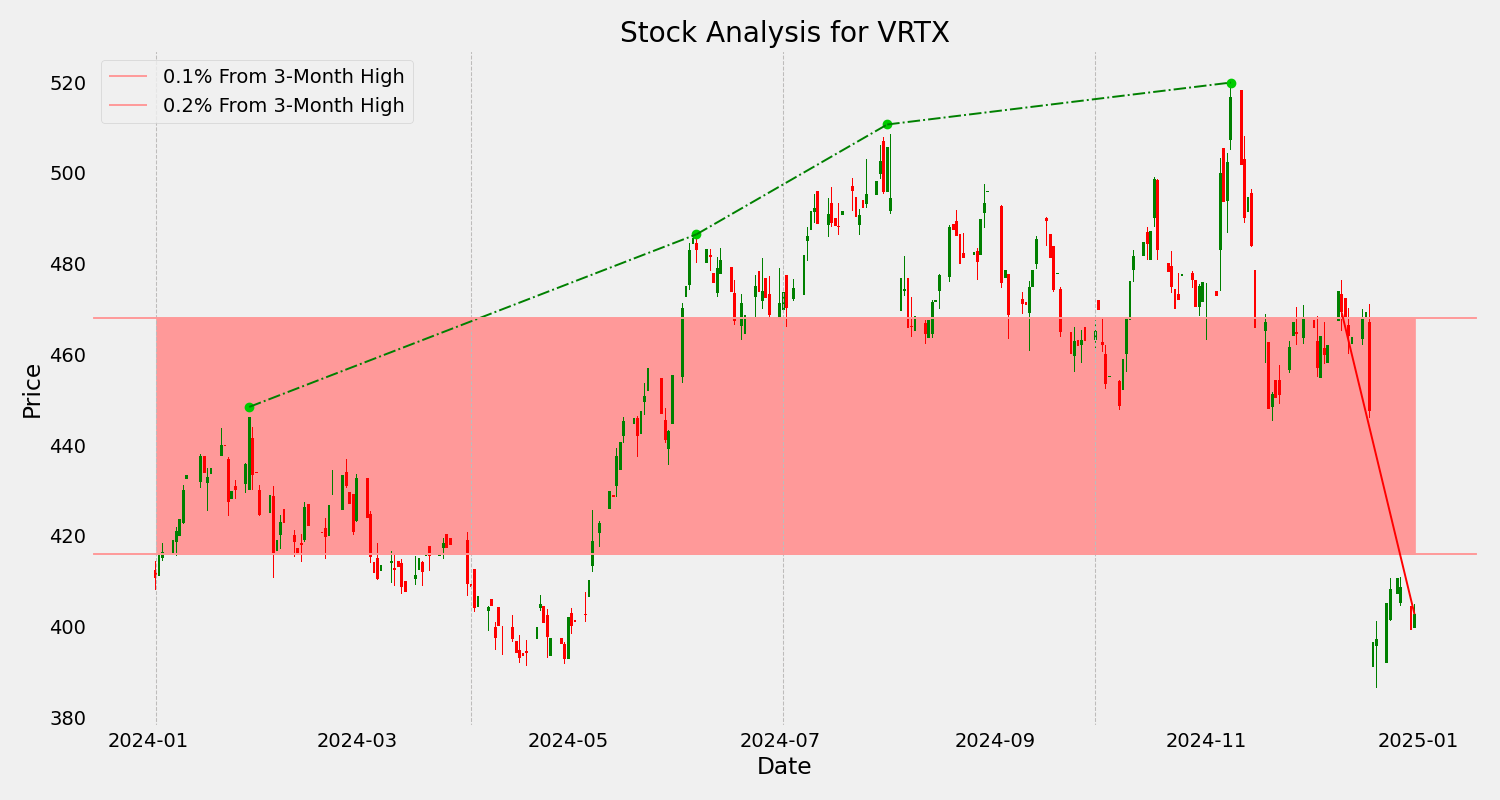 Stock Analysis for VRTX
0.1% From 3-Month High
0.2% From 3-Month High
Price
520
500
480
460
440
420
400
380
2024-01 2024-03 2024-05 2024-07 2024-09 2024-11 2025-01
Date